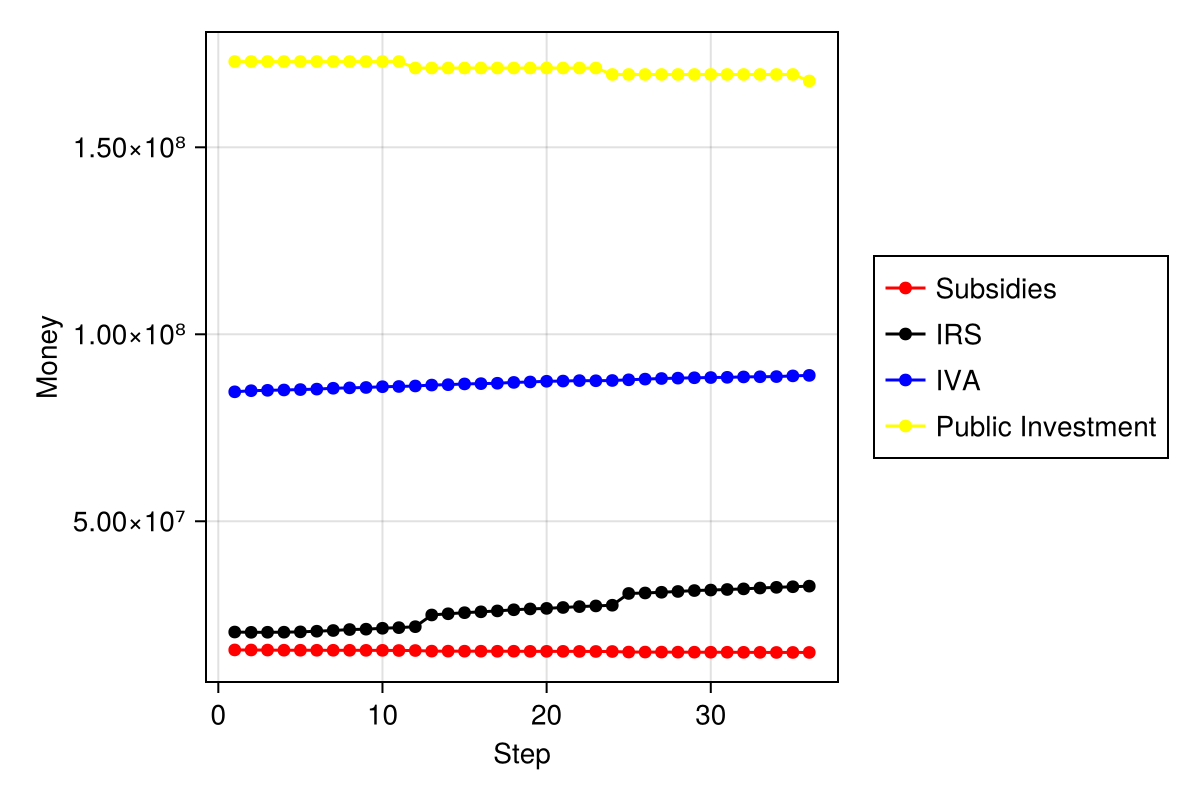 1.50×10⁸
1.00×10⁸
5.00×10⁷
Money
0 10 20 30
Step
Subsidies
IRS
IVA
Public Investment